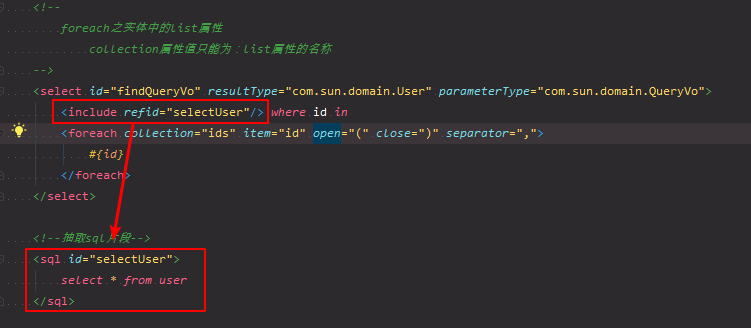 <!--
foreach之实体中的list属性
collection属性值只能为：list属性的名称
-->
<select id="findQueryVo" resultType="com.sun.domain.User" parameterType="com.sun.domain.QueryVo">
<include refid="selectUser"/> where id in
<foreach collection="ids" item="id" open="(" close=")" separator=",">
#{id}
</foreach>
</select>
<!--抽取sql片段-->
<sql id="selectUser">
select * from user
</sql>